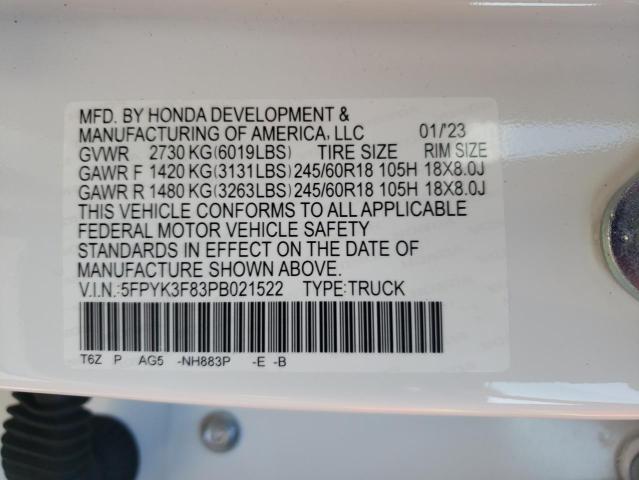 MFD. BY HONDA DEVELOPMENT &
MANUFACTURING OF AMERICA, LLC 01/'23
GVWR 2730 KG(6019LBS) TIRE SIZE RIM SIZE
GAWR F 1420 KG(3131LBS) 245/60R18 105H 18X8.0J
GAWR R 1480 KG(3263LBS) 245/60R18 105H 18X8.0J
THIS VEHICLE CONFORMS TO ALL APPLICABLE
FEDERAL MOTOR VEHICLE SAFETY
STANDARDS IN EFFECT ON THE DATE OF
MANUFACTURE SHOWN ABOVE.
V.I.N.:5FPYK3F83PB021522 TYPE:TRUCK
T6Z P AG5 -NH883P -E -B